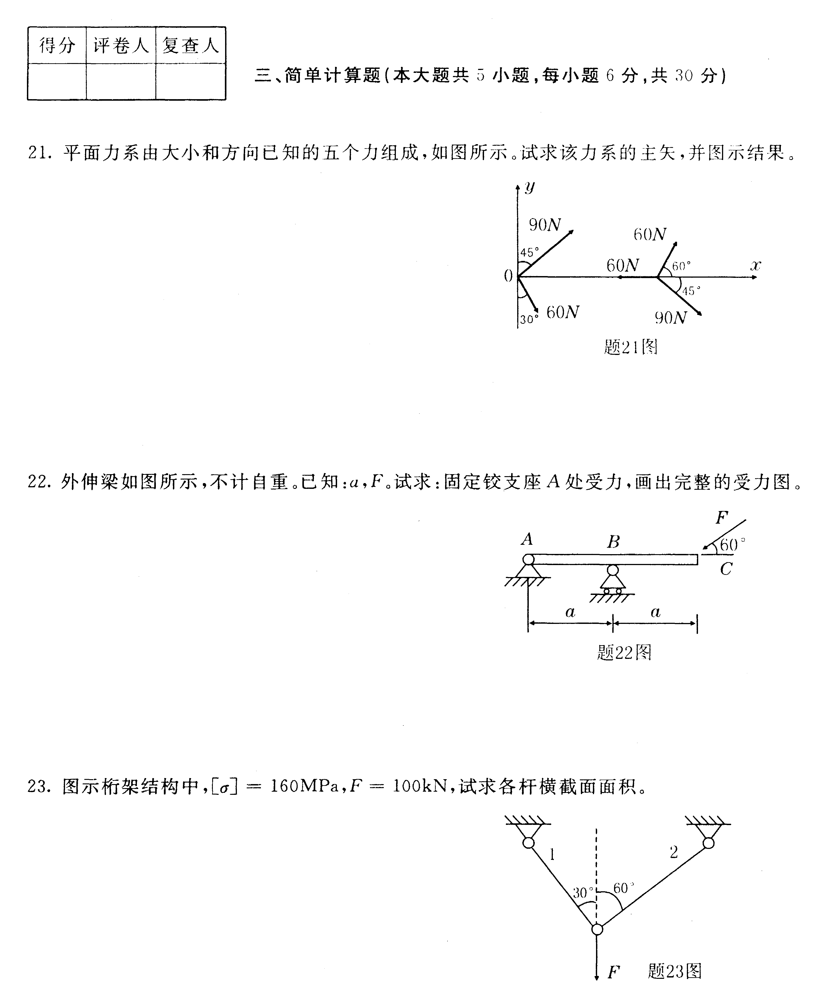 得分 评卷人 复查人
三、简单计算题(本大题共 5 小题,每小题 6 分,共 30 分)
21. 平面力系由大小和方向已知的五个力组成,如图所示。试求该力系的主矢,并图示结果。
y
90N
60N
45°
60N
60°
x
0
45°
30°
60N
90N
题21图
22. 外伸梁如图所示,不计自重。已知:a,F。试求:固定铰支座 A 处受力,画出完整的受力图。
F
A
B
60°
C
a
a
题22图
23. 图示桁架结构中,[σ] = 160MPa,F = 100kN,试求各杆横截面面积。
1
2
30°
60°
F
题23图